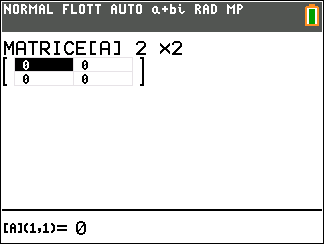 NORMAL FLOTT AUTO a+bi RAD MP
MATRICE[A] 2 ×2
[ 0 0 ]
0 0
[A](1,1)= 0